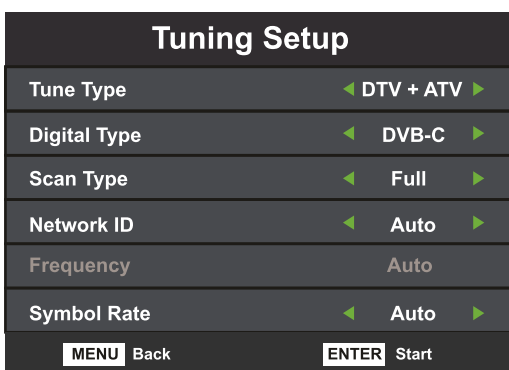 Tuning Setup
Tune Type DTV + ATV
Digital Type DVB-C
Scan Type Full
Network ID Auto
Frequency Auto
Symbol Rate Auto
MENU Back ENTER Start